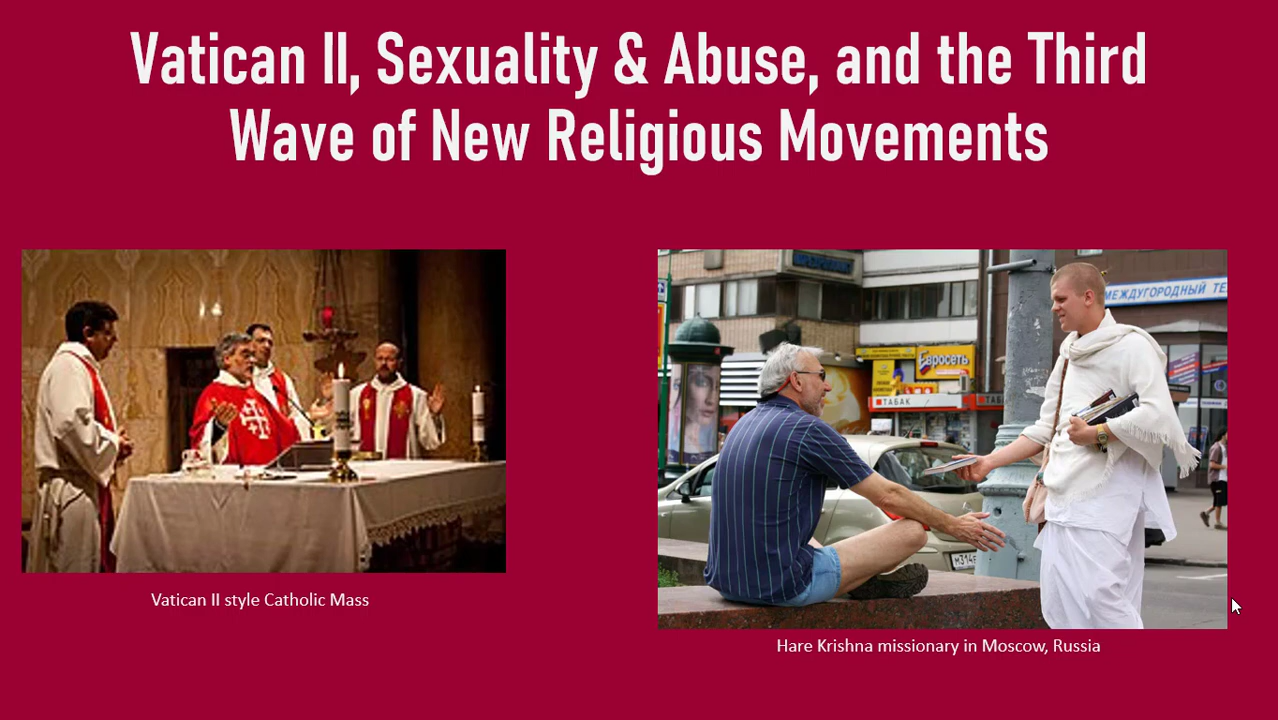 Vatican II, Sexuality & Abuse, and the Third
Wave of New Religious Movements
МЕЖДУГОРОДНЫЙ ТЕ
Евросеть
ТАБАК
Vatican II style Catholic Mass
Hare Krishna missionary in Moscow, Russia